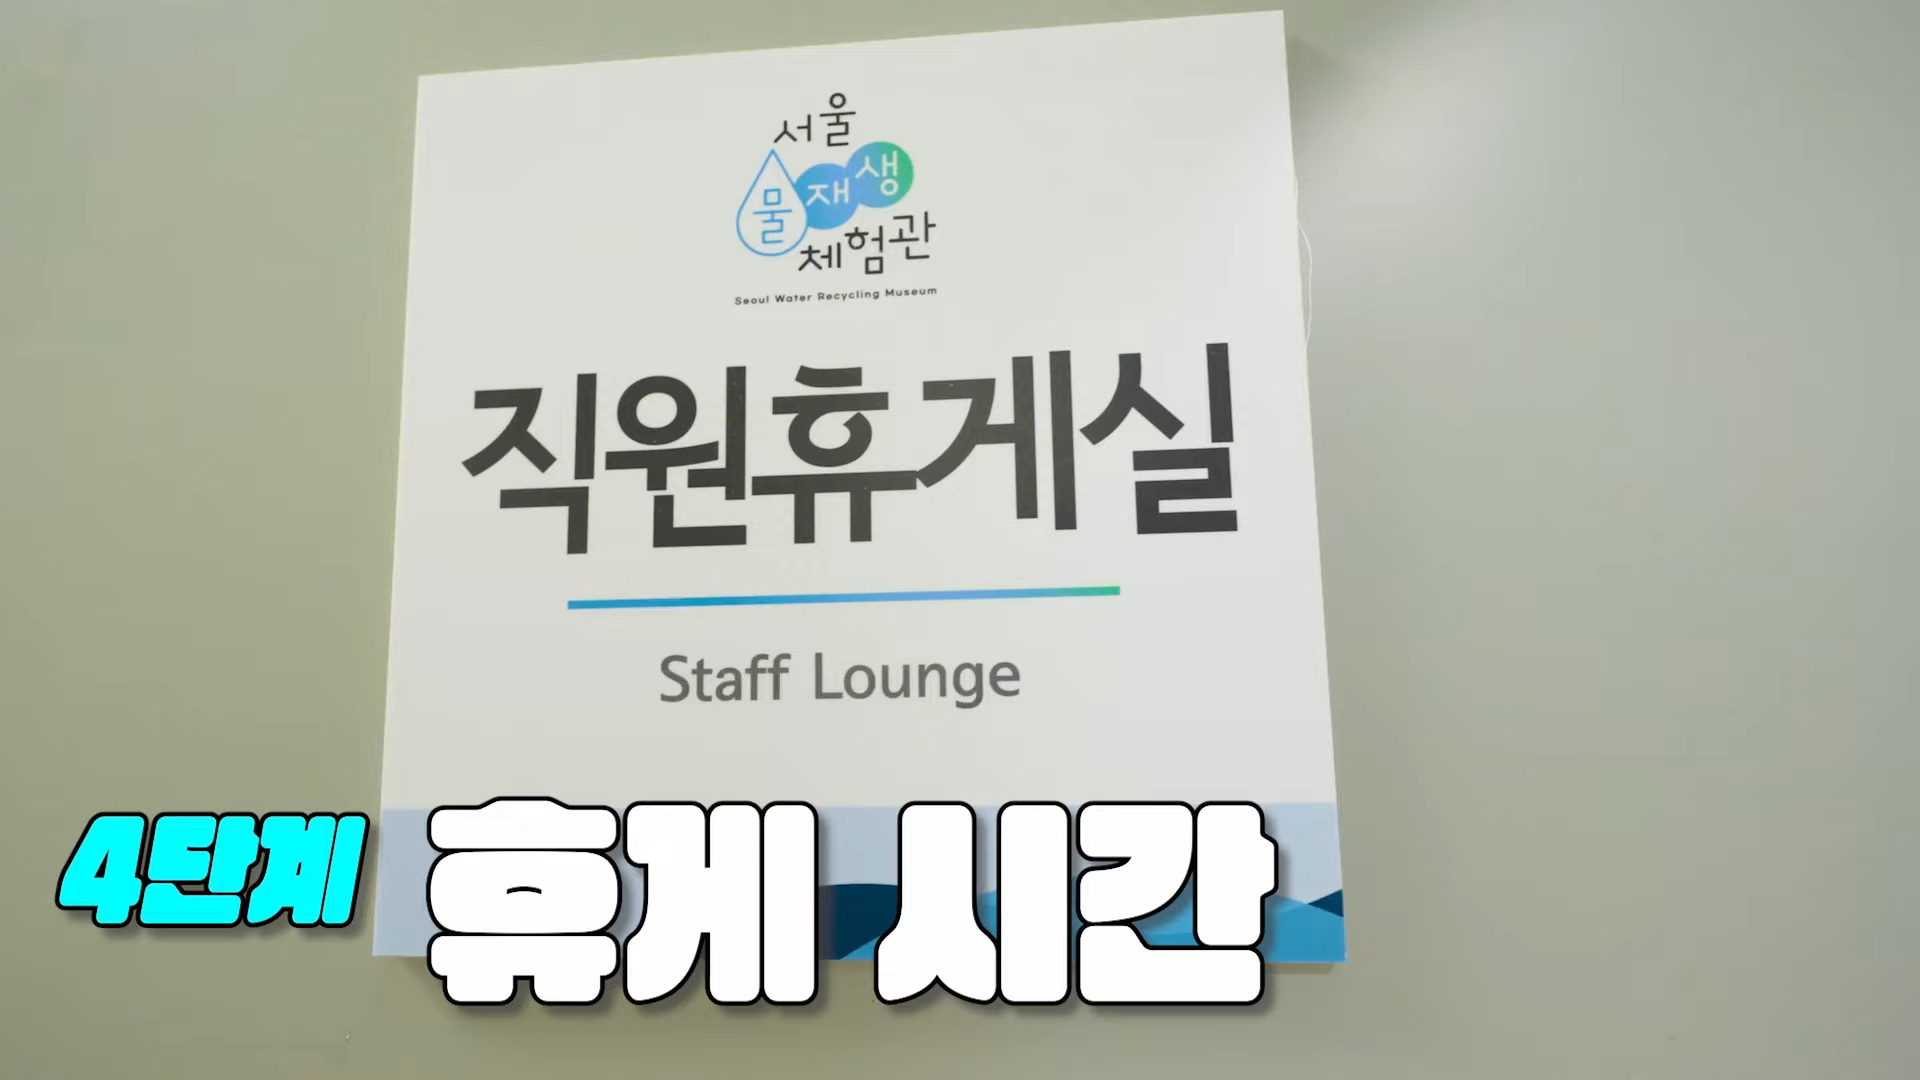 서울
물재생
체험관
Seoul Water Recycling Museum
직원휴게실
Staff Lounge
4단계 휴게 시간